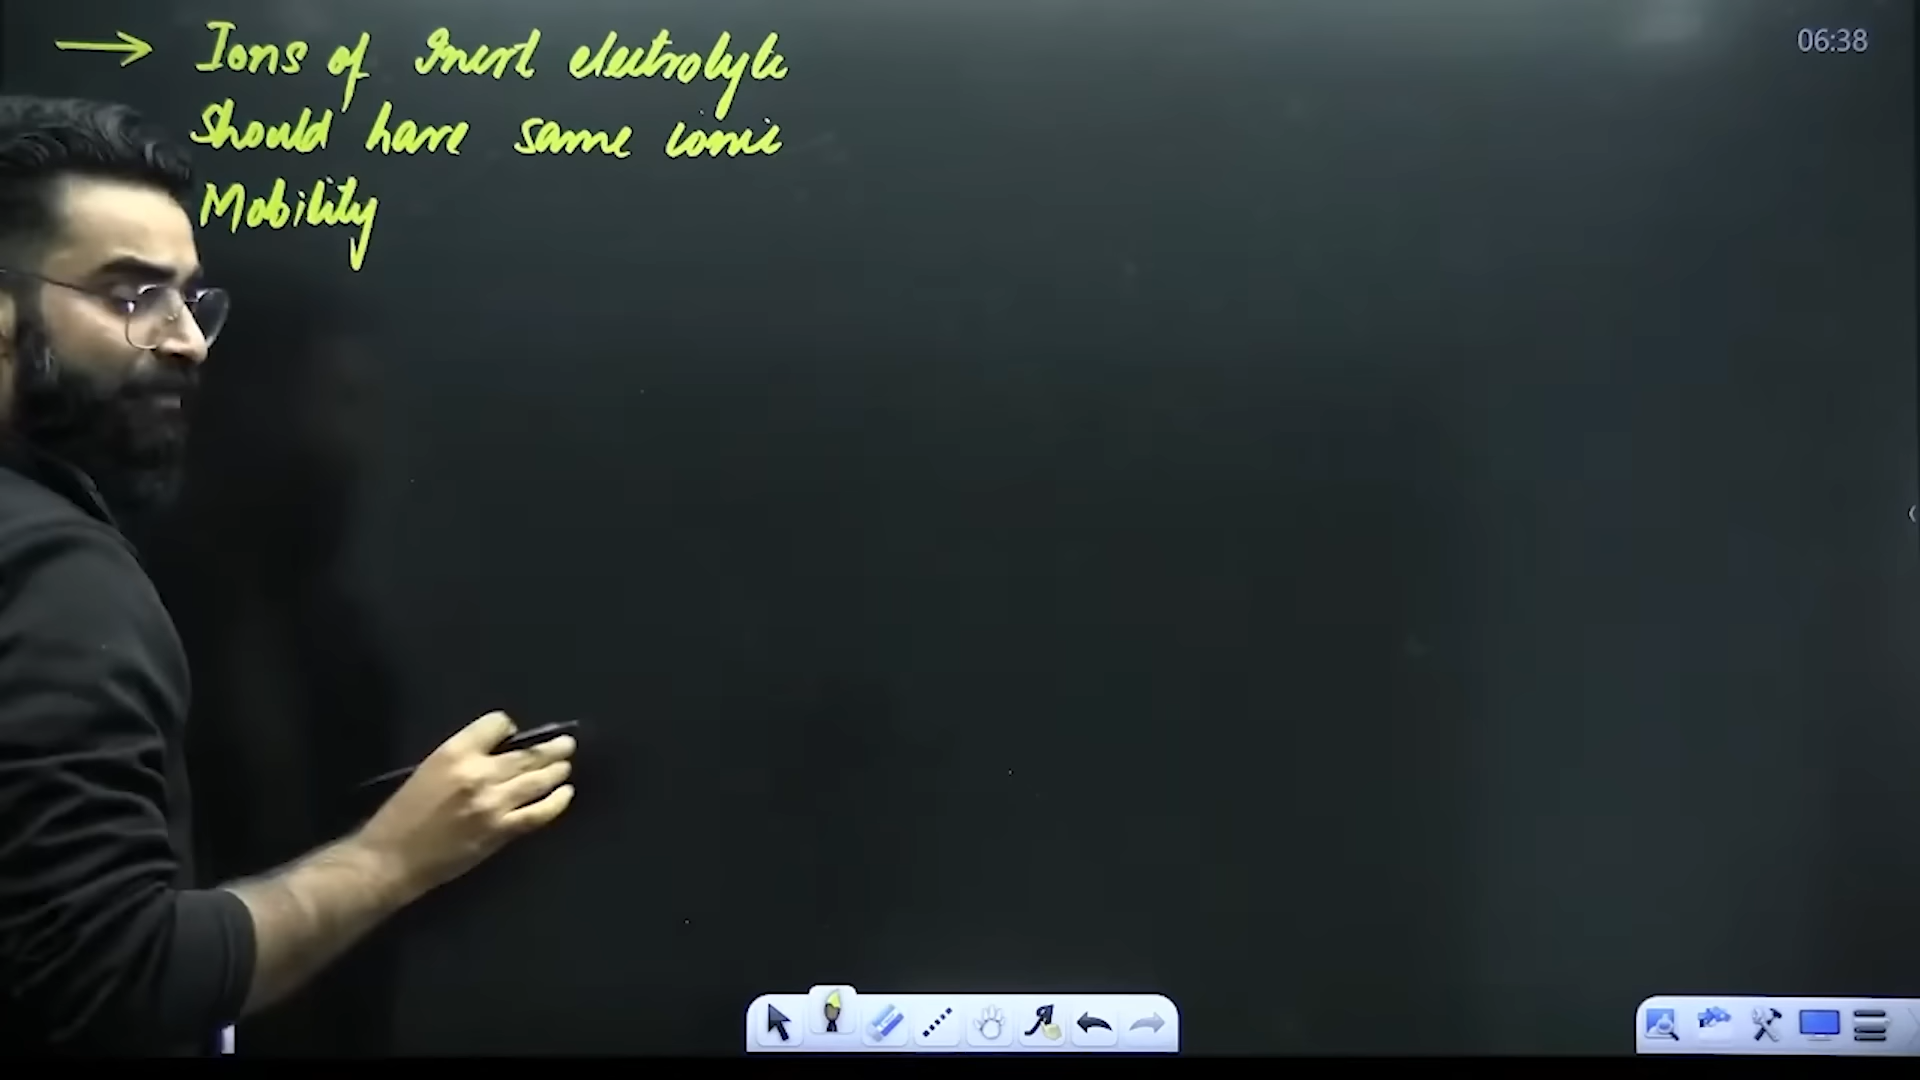 → Ions of Inert electrolyte
should have same ionic
Mobility
06:38